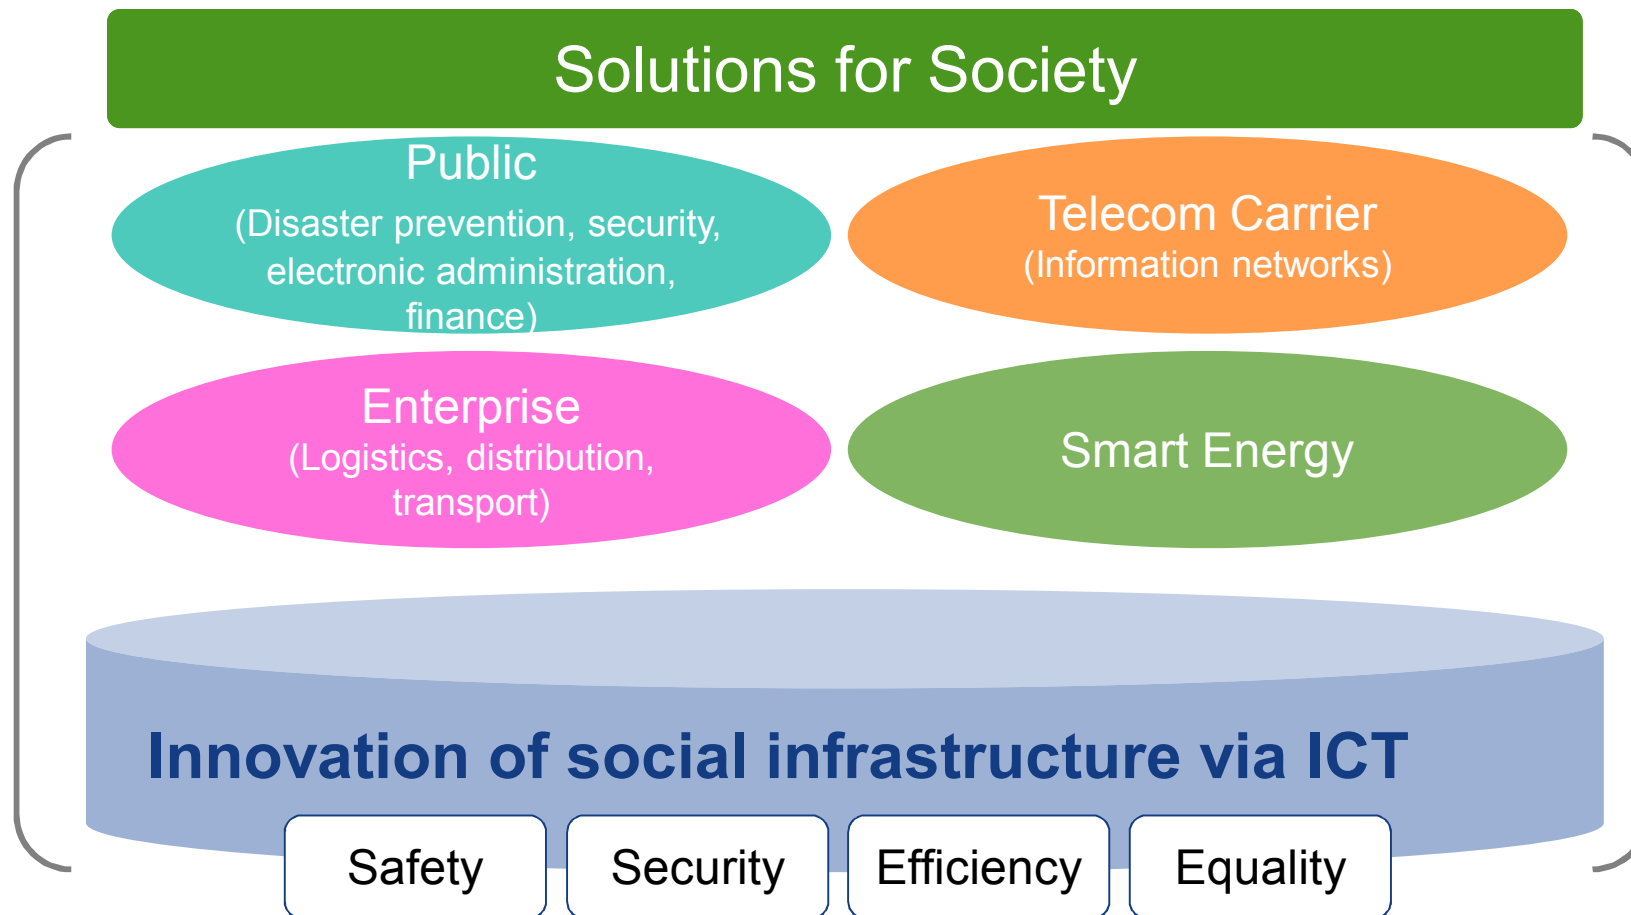 Solutions for Society
Public
(Disaster prevention, security,
electronic administration,
finance)
Telecom Carrier
(Information networks)
Enterprise
(Logistics, distribution,
transport)
Smart Energy
Innovation of social infrastructure via ICT
Safety
Security
Efficiency
Equality